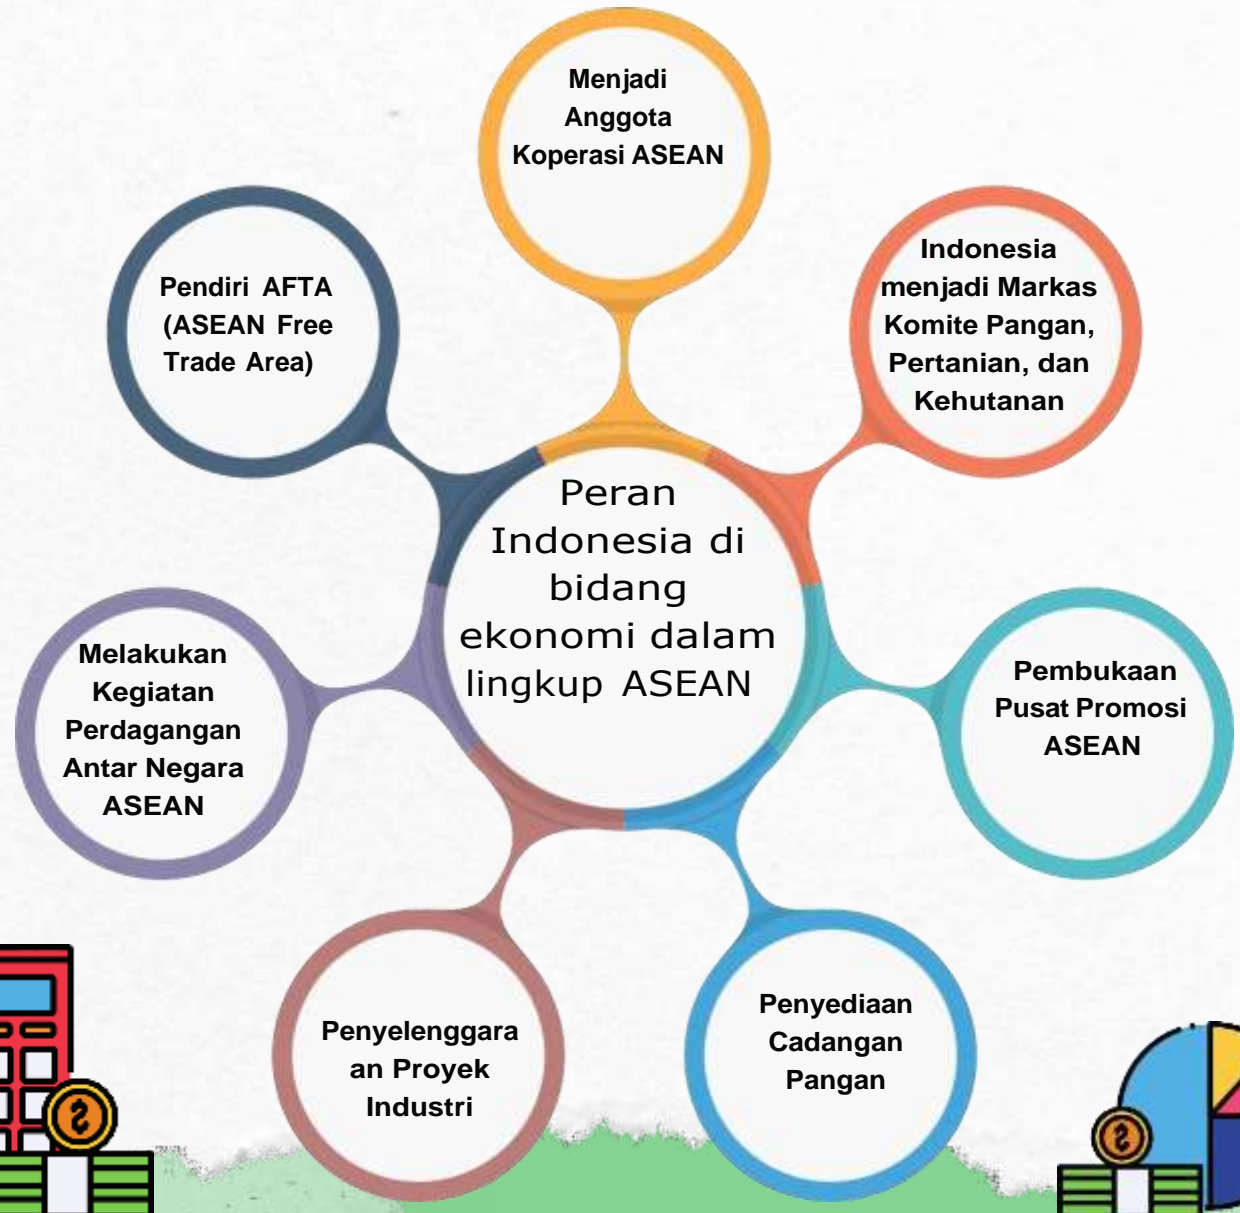 Menjadi
Anggota
Koperasi ASEAN
Indonesia
menjadi Markas
Komite Pangan,
Pertanian, dan
Kehutanan
Pendiri AFTA
(ASEAN Free
Trade Area)
Peran
Indonesia di
bidang
ekonomi dalam
lingkup ASEAN
Melakukan
Kegiatan
Perdagangan
Antar Negara
ASEAN
Pembukaan
Pusat Promosi
ASEAN
Penyelenggara
an Proyek
Industri
Penyediaan
Cadangan
Pangan
$
$